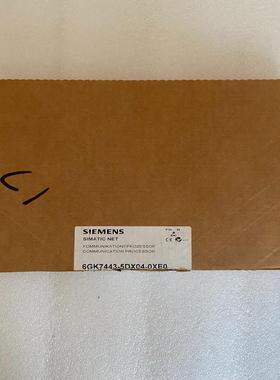 SIEMENS
SIMATIC NET
KOMMUNIKATIONSPROZESSOR
COMMUNICATION PROCESSOR
6GK7443-5DX04-0XE0